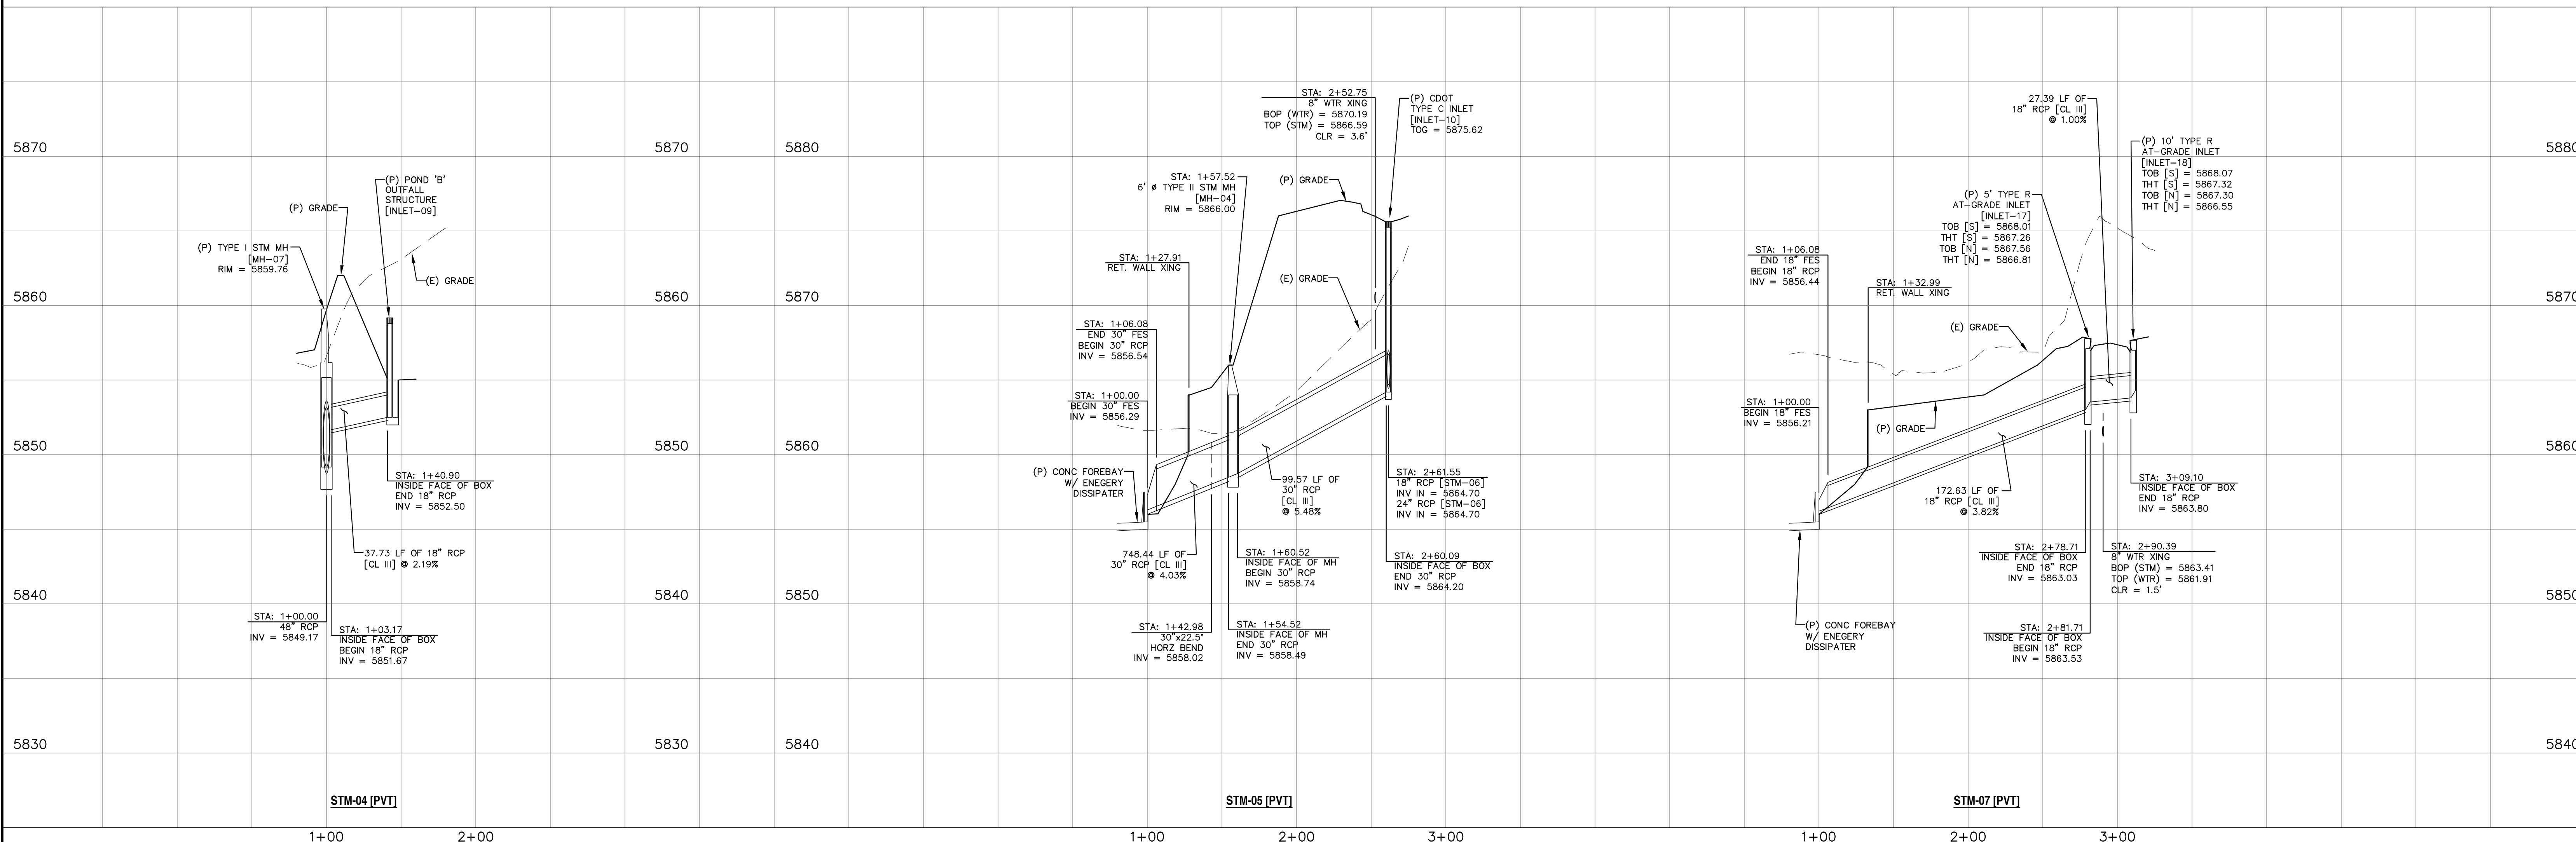 5870
5860
5850
5840
5830
(P) GRADE
(P) TYPE I STM MH
[MH-07]
RIM = 5859.76
(P) POND 'B'
OUTFALL
STRUCTURE
[INLET-09]
(E) GRADE
STA: 1+40.90
INSIDE FACE OF BOX
END 18" RCP
INV = 5852.50
37.73 LF OF 18" RCP
[CL III] @ 2.19%
STA: 1+00.00
48" RCP
INV = 5849.17
STA: 1+03.17
INSIDE FACE OF BOX
BEGIN 18" RCP
INV = 5851.67
STM-04 [PVT]
1+00
2+00
5870
5860
5850
5840
5830
5880
5870
5860
5850
5840
STA: 2+52.75
8" WTR XING
BOP (WTR) = 5870.19
TOP (STM) = 5866.59
CLR = 3.6'
(P) CDOT
TYPE C INLET
[INLET-10]
TOG = 5875.62
STA: 1+57.52
6' ø TYPE II STM MH
[MH-04]
RIM = 5866.00
(P) GRADE
STA: 1+27.91
RET. WALL XING
(E) GRADE
STA: 1+06.08
END 30" FES
BEGIN 30" RCP
INV = 5856.54
STA: 1+00.00
BEGIN 30" FES
INV = 5856.29
(P) CONC FOREBAY
W/ ENEGERY
DISSIPATER
99.57 LF OF
30" RCP
[CL III]
@ 5.48%
STA: 2+61.55
18" RCP [STM-06]
INV IN = 5864.70
24" RCP [STM-06]
INV IN = 5864.70
748.44 LF OF
30" RCP [CL III]
@ 4.03%
STA: 1+60.52
INSIDE FACE OF MH
BEGIN 30" RCP
INV = 5858.74
STA: 2+60.09
INSIDE FACE OF BOX
END 30" RCP
INV = 5864.20
STA: 1+42.98
30"x22.5°
HORZ BEND
INV = 5858.02
STA: 1+54.52
INSIDE FACE OF MH
END 30" RCP
INV = 5858.49
STM-05 [PVT]
1+00
2+00
3+00
27.39 LF OF
18" RCP [CL III]
@ 1.00%
(P) 10' TYPE R
AT-GRADE INLET
[INLET-18]
TOB [S] = 5868.07
THT [S] = 5867.32
TOB [N] = 5867.30
THT [N] = 5866.55
(P) 5' TYPE R
AT-GRADE INLET
[INLET-17]
TOB [S] = 5868.01
THT [S] = 5867.26
TOB [N] = 5867.56
THT [N] = 5866.81
STA: 1+06.08
END 18" FES
BEGIN 18" RCP
INV = 5856.44
STA: 1+32.99
RET. WALL XING
(E) GRADE
STA: 1+00.00
BEGIN 18" FES
INV = 5856.21
(P) GRADE
172.63 LF OF
18" RCP [CL III]
@ 3.82%
STA: 3+09.10
INSIDE FACE OF BOX
END 18" RCP
INV = 5863.80
STA: 2+78.71
INSIDE FACE OF BOX
END 18" RCP
INV = 5863.03
STA: 2+90.39
8" WTR XING
BOP (STM) = 5863.41
TOP (WTR) = 5861.91
CLR = 1.5'
(P) CONC FOREBAY
W/ ENEGERY
DISSIPATER
STA: 2+81.71
INSIDE FACE OF BOX
BEGIN 18" RCP
INV = 5863.53
STM-07 [PVT]
1+00
2+00
3+00
5880
5870
5860
5850
5840